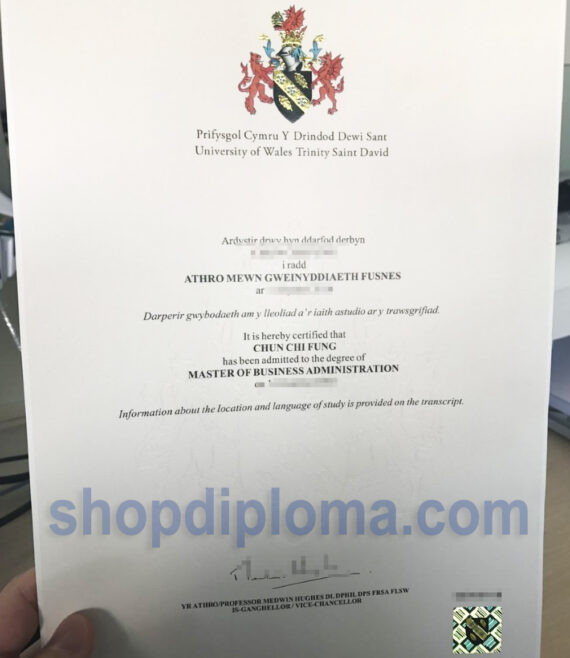 Prifysgol Cymru Y Drindod Dewi Sant
University of Wales Trinity Saint David
Ardystir drwy hyn ddarfod derbyn
i radd
ATHRO MEWN GWEINYDDIAETH FUSNES
ar
Darperir gwybodaeth am y lleoliad a'r iaith astudio ar y trawsgrifiad.
It is hereby certified that
CHUN CHI FUNG
has been admitted to the degree of
MASTER OF BUSINESS ADMINISTRATION
on
Information about the location and language of study is provided on the transcript.
shopdiploma.com
YR ATHRO/PROFESSOR MEDWIN HUGHES DL DPHIL DPS FRSA FLSW
IS-GANGHELLOR / VICE-CHANCELLOR